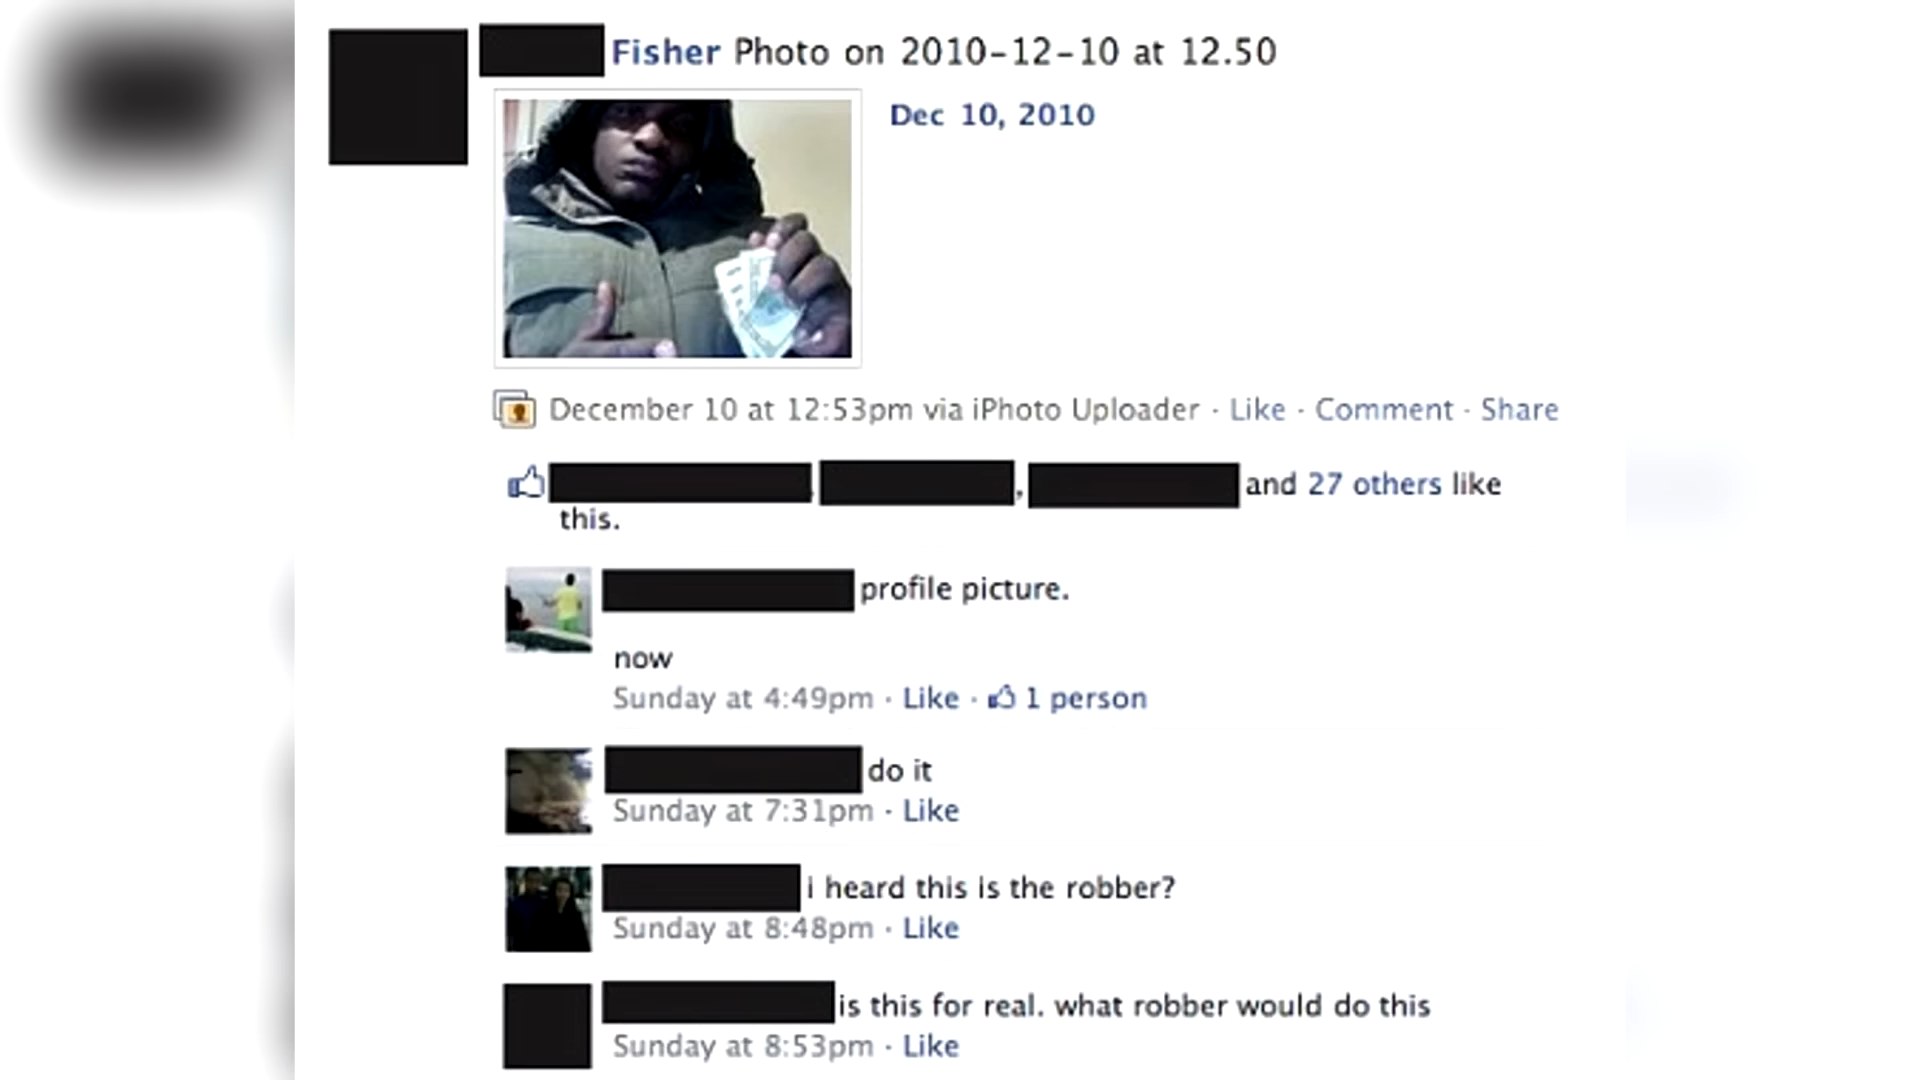 Fisher Photo on 2010-12-10 at 12.50
Dec 10, 2010
December 10 at 12:53pm via iPhoto Uploader · Like · Comment · Share
, , and 27 others like
this.
profile picture.
now
Sunday at 4:49pm · Like · 1 person
do it
Sunday at 7:31pm · Like
i heard this is the robber?
Sunday at 8:48pm · Like
is this for real. what robber would do this
Sunday at 8:53pm · Like